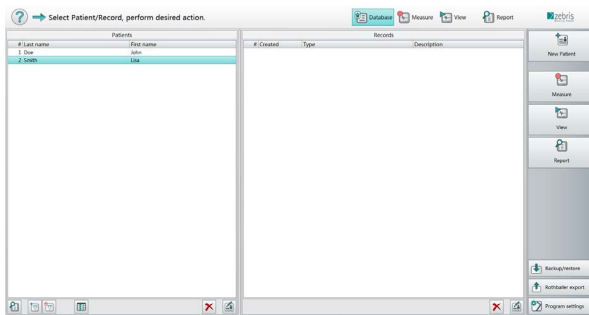 ? Select Patient/Record, perform desired action.
Database Measure View Report
zebris
Patients
# Last name First name
1 Doe John
2 Smith Lisa
Records
# Created Type Description
New Patient
Measure
View
Report
Backup/restore
Rothballer export
Program settings